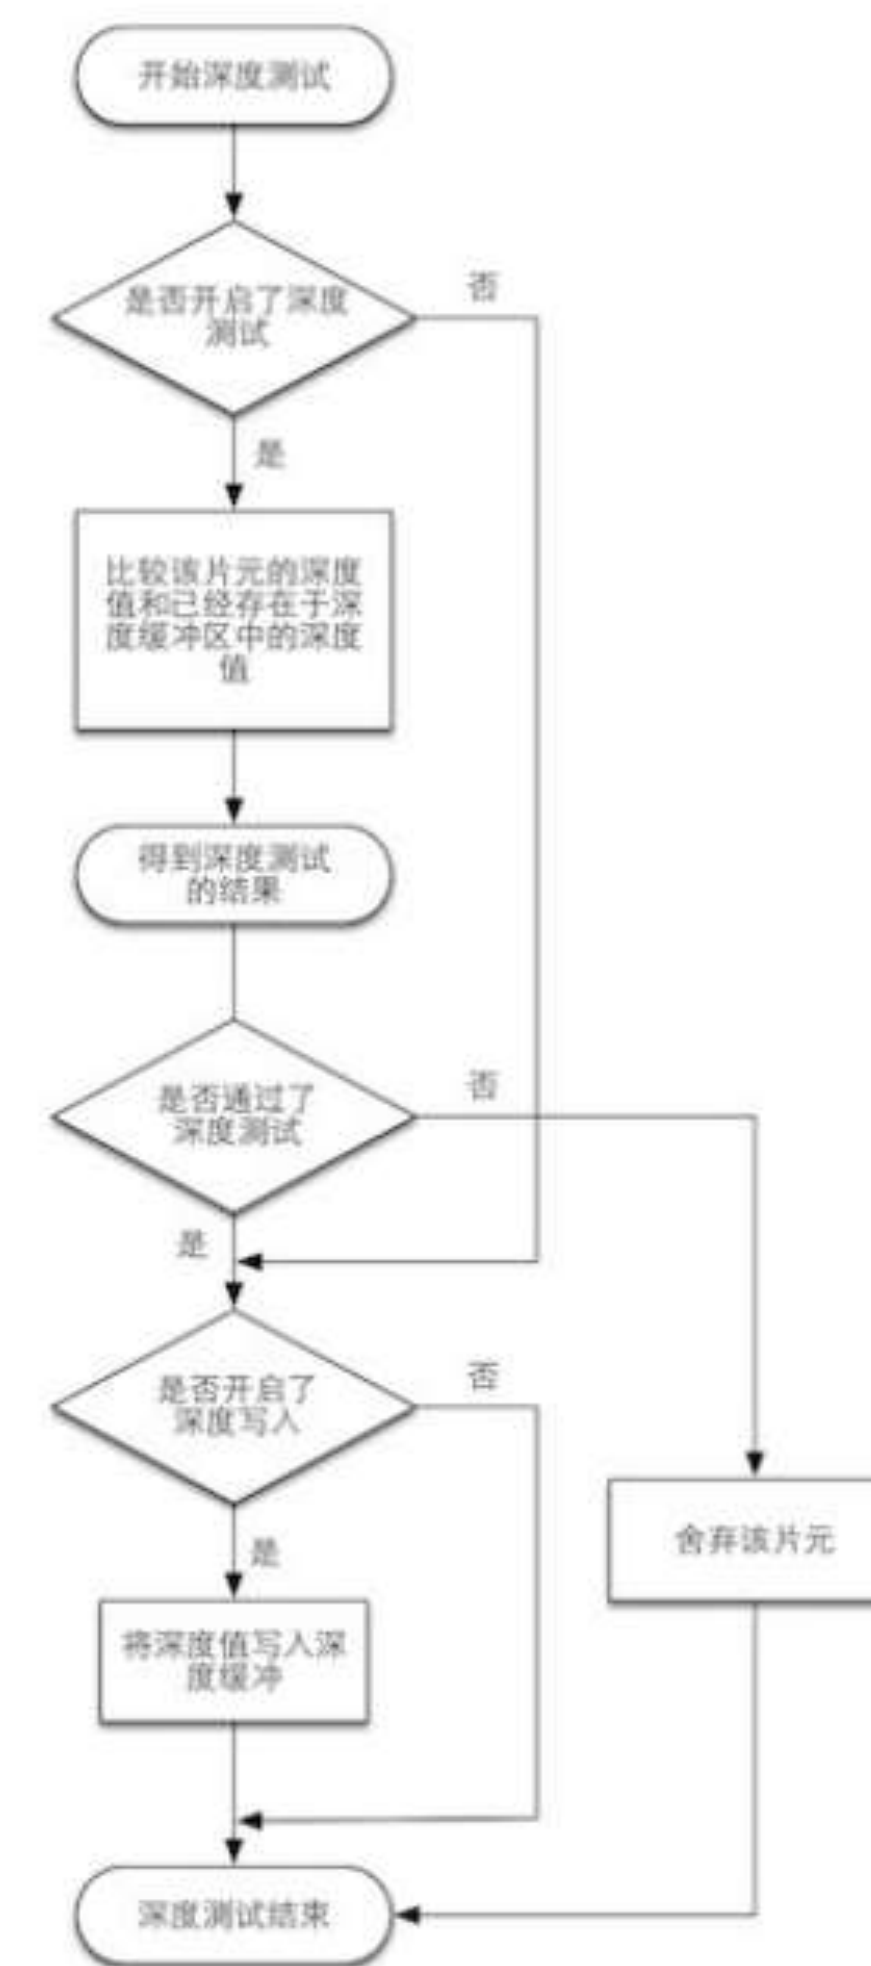 开始深度测试
是否开启了深度
测试
否
是
比较该片元的深度
值和已经存在于深
度缓冲区中的深度
值
得到深度测试
的结果
是否通过了
深度测试
否
是
是否开启了
深度写入
否
是
舍弃该片元
将深度值写入深
度缓冲
深度测试结束